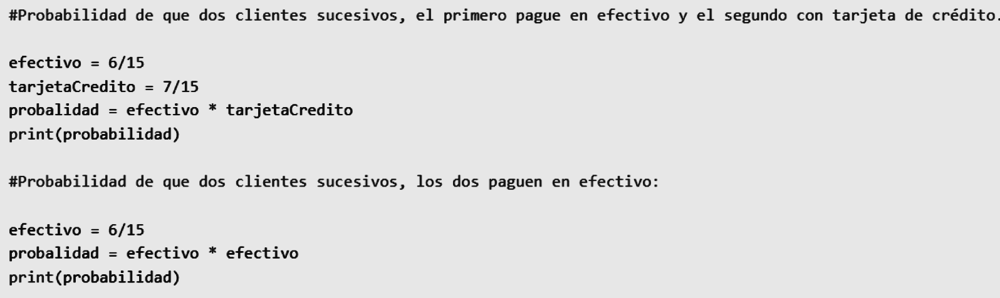 #Probabilidad de que dos clientes sucesivos, el primero pague en efectivo y el segundo con tarjeta de crédito.
efectivo = 6/15
tarjetaCredito = 7/15
probalidad = efectivo * tarjetaCredito
print(probabilidad)
#Probabilidad de que dos clientes sucesivos, los dos paguen en efectivo:
efectivo = 6/15
probalidad = efectivo * efectivo
print(probabilidad)